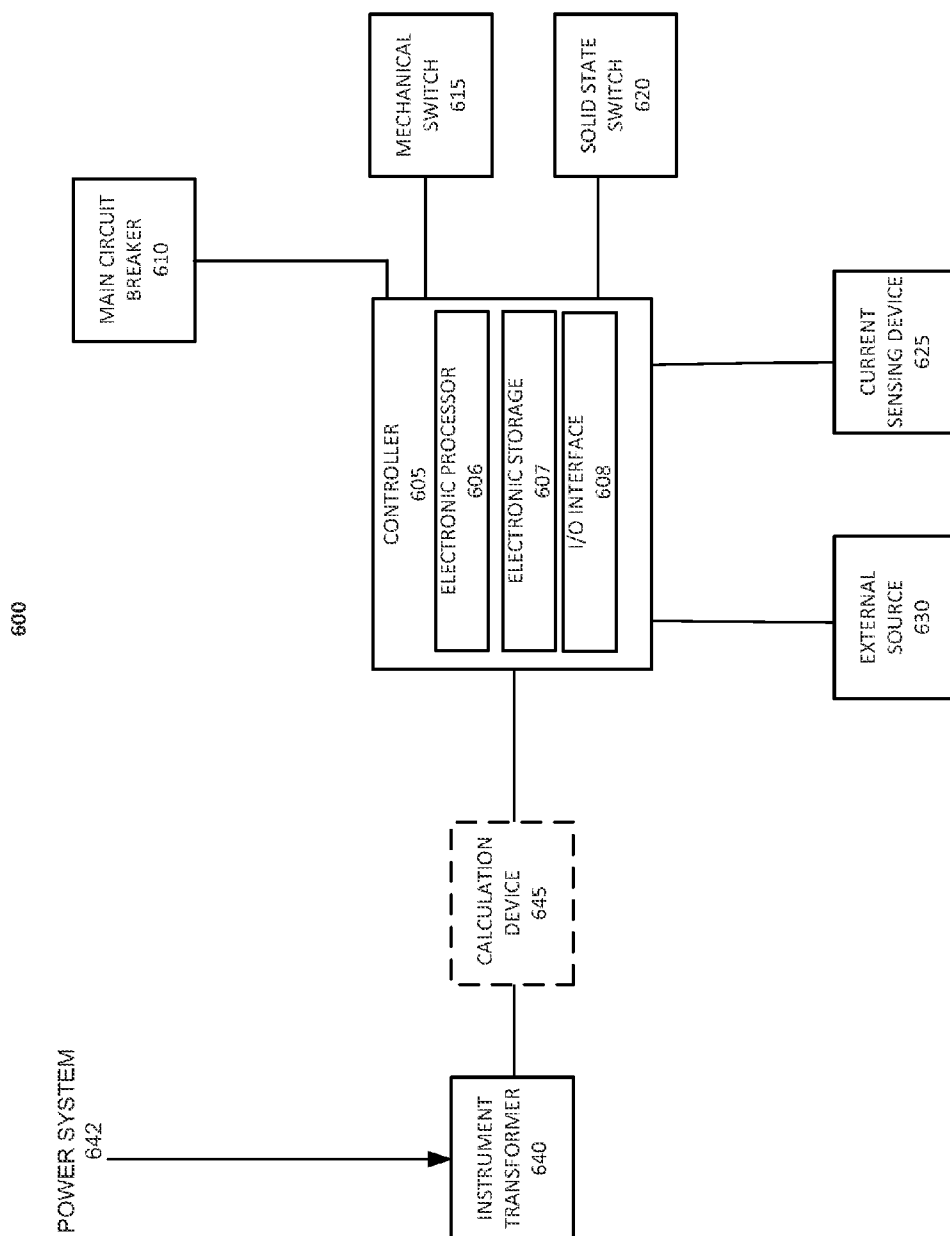 600
MAIN CIRCUIT
BREAKER
610
MECHANICAL
SWITCH
615
SOLID STATE
SWITCH
620
CONTROLLER
605
ELECTRONIC PROCESSOR
606
ELECTRONIC STORAGE
607
I/O INTERFACE
608
CURRENT
SENSING DEVICE
625
EXTERNAL
SOURCE
630
CALCULATION
DEVICE
645
POWER SYSTEM
642
INSTRUMENT
TRANSFORMER
640